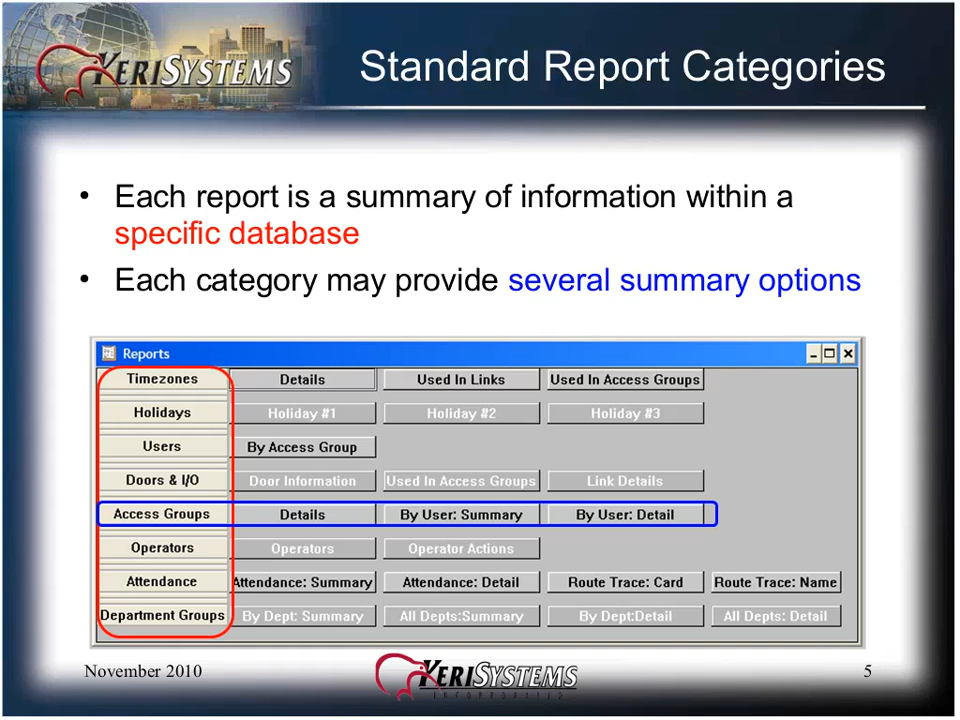 KERISYSTEMS
Standard Report Categories
• Each report is a summary of information within a
specific database
• Each category may provide several summary options
Reports
Timezones Details Used In Links Used In Access Groups
Holidays Holiday #1 Holiday #2 Holiday #3
Users By Access Group
Doors & I/O Door Information Used In Access Groups Link Details
Access Groups Details By User: Summary By User: Detail
Operators Operators Operator Actions
Attendance Attendance: Summary Attendance: Detail Route Trace: Card Route Trace: Name
Department Groups By Dept: Summary All Depts:Summary By Dept:Detail All Depts: Detail
November 2010
KERISYSTEMS
INCORPORATED
5